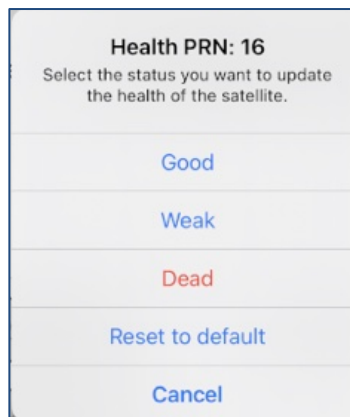 Health PRN: 16
Select the status you want to update
the health of the satellite.
Good
Weak
Dead
Reset to default
Cancel